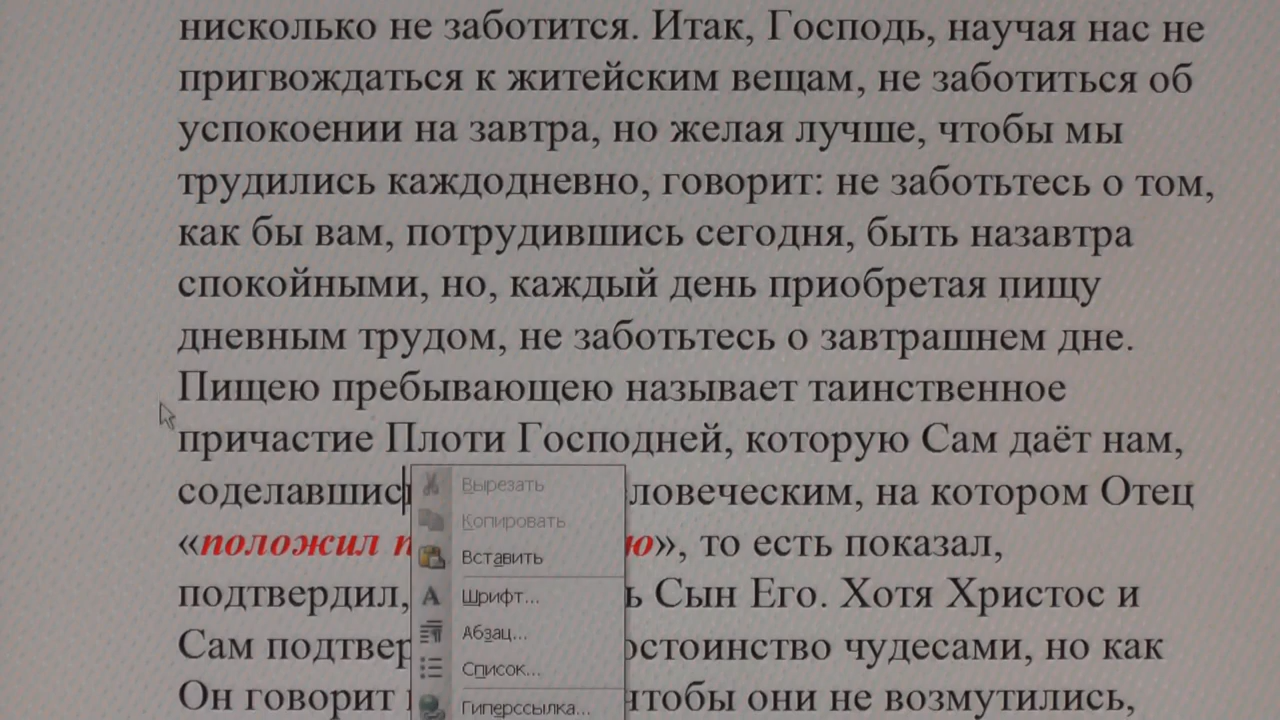 нисколько не заботится. Итак, Господь, научая нас не
пригвождаться к житейским вещам, не заботиться об
успокоении на завтра, но желая лучше, чтобы мы
трудились каждодневно, говорит: не заботьтесь о том,
как бы вам, потрудившись сегодня, быть назавтра
спокойными, но, каждый день приобретая пищу
дневным трудом, не заботьтесь о завтрашнем дне.
Пищею пребывающею называет таинственное
причастие Плоти Господней, которую Сам даёт нам,
соделавшис ловеческим, на котором Отец
«положил п ю», то есть показал,
подтвердил, ь Сын Его. Хотя Христос и
Сам подтвер остоинство чудесами, но как
Он говорит чтобы они не возмутились,
Вырезать
Копировать
Вставить
Шрифт...
Абзац...
Список...
Гиперссылка...